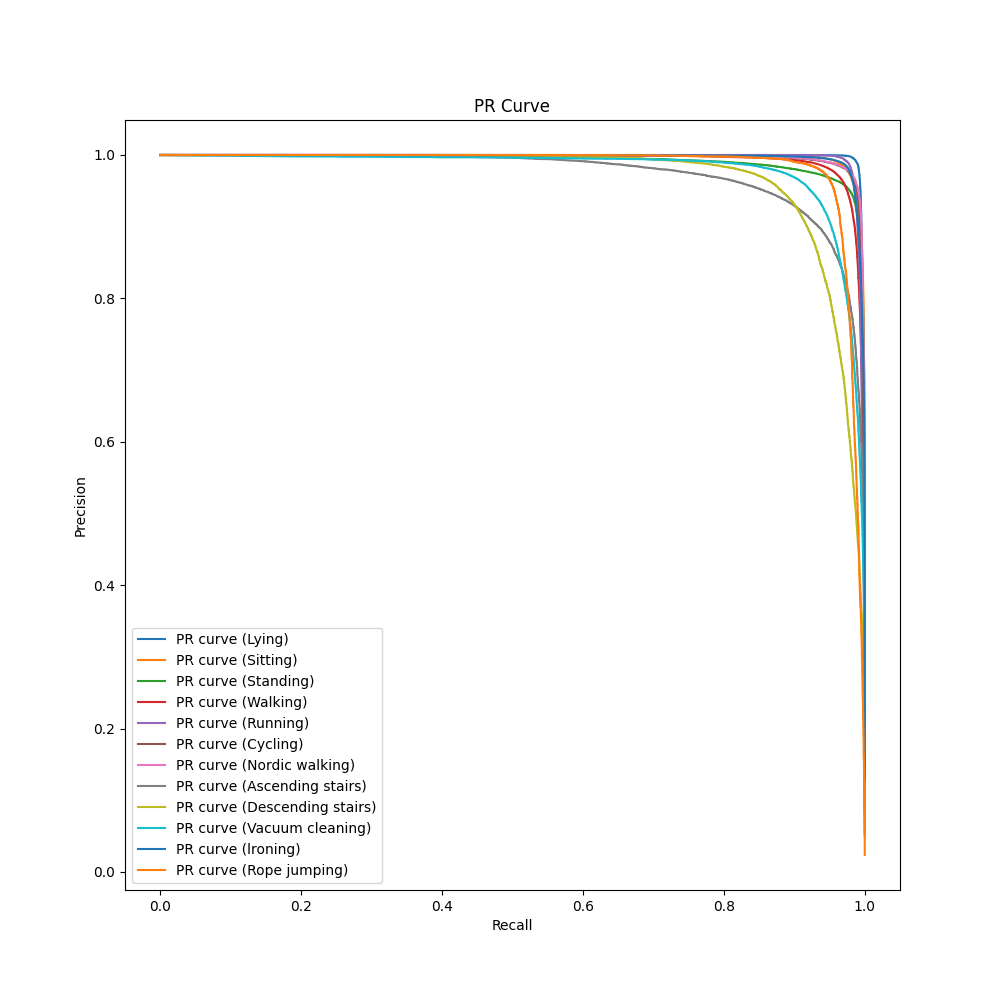 PR Curve
1.0
0.8
0.6
0.4
0.2
0.0
Precision
PR curve (Lying)
PR curve (Sitting)
PR curve (Standing)
PR curve (Walking)
PR curve (Running)
PR curve (Cycling)
PR curve (Nordic walking)
PR curve (Ascending stairs)
PR curve (Descending stairs)
PR curve (Vacuum cleaning)
PR curve (lroning)
PR curve (Rope jumping)
0.0 0.2 0.4 0.6 0.8 1.0
Recall